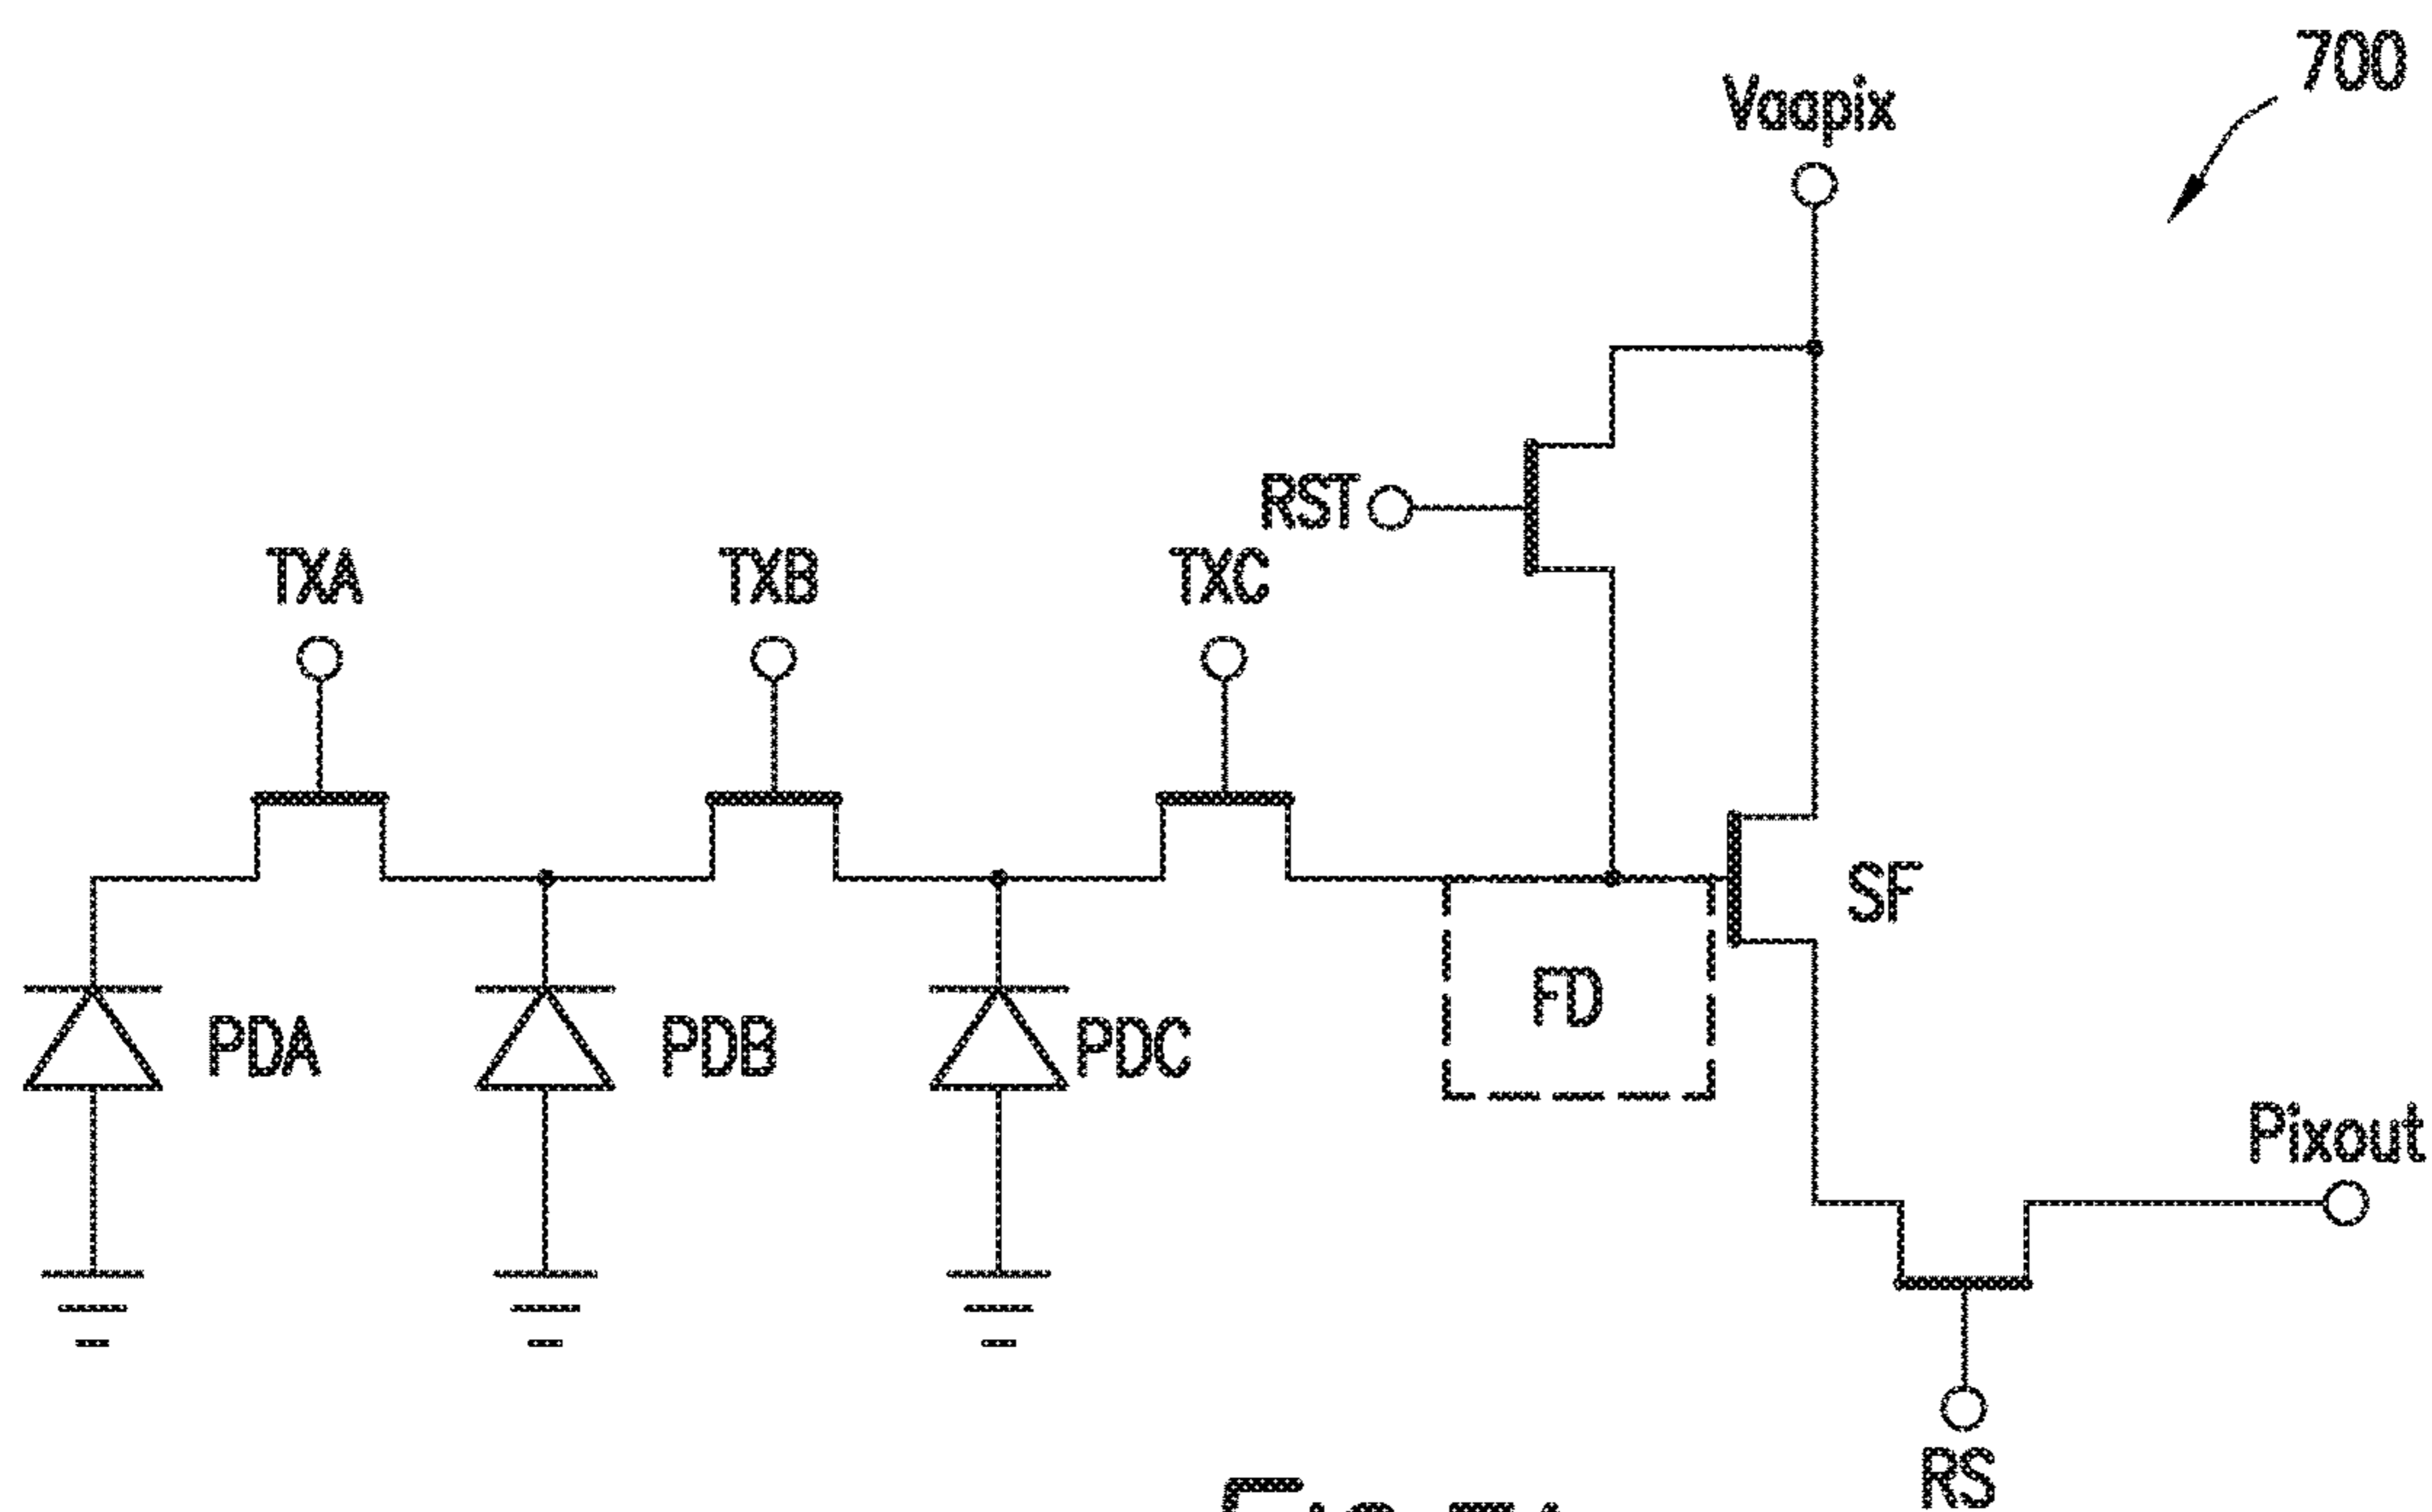 700
Vaapix
RST
TXA
TXB
TXC
SF
FD
PDA
PDB
PDC
Pixout
RS